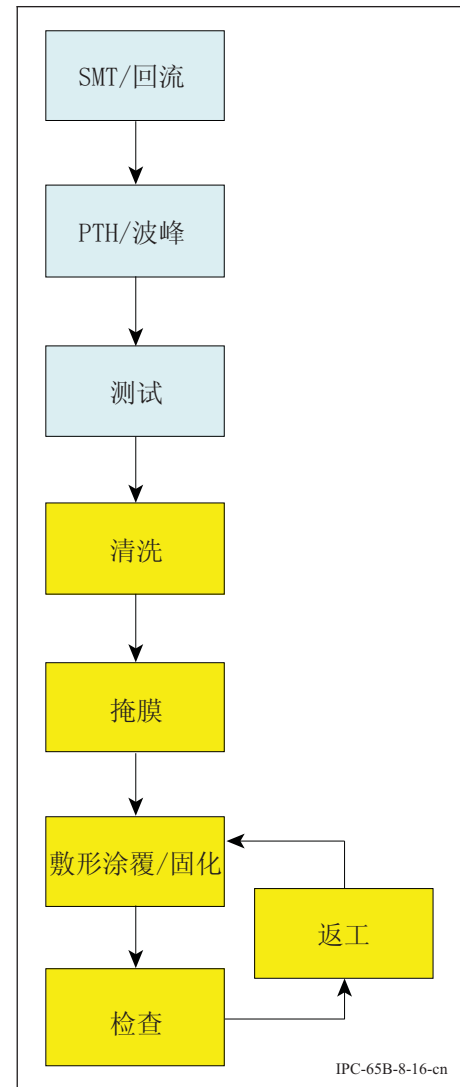 SMT/回流
PTH/波峰
测试
清洗
掩膜
敷形涂覆/固化
返工
检查
IPC-65B-8-16-cn